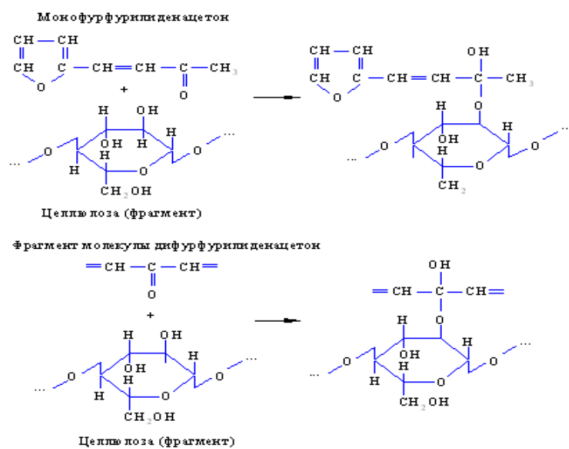 Монофурфурилиденацетон
CH CH
CH CH CH CH₃
O O
+
H OH
O OH H H O
... H H O ...
CH₂OH
Целлюлоза (фрагмент)
CH CH OH
CH CH CH C CH₃
O O
H H
O OH O
... H H O ...
CH₂
Фрагмент молекулы дифурфурилиденацетон
CH C CH
O
+
H OH
O OH H O
... H H O ...
CH₂OH
Целлюлоза (фрагмент)
OH
CH C CH
O
H H
O OH O
... H H O ...
CH₂OH